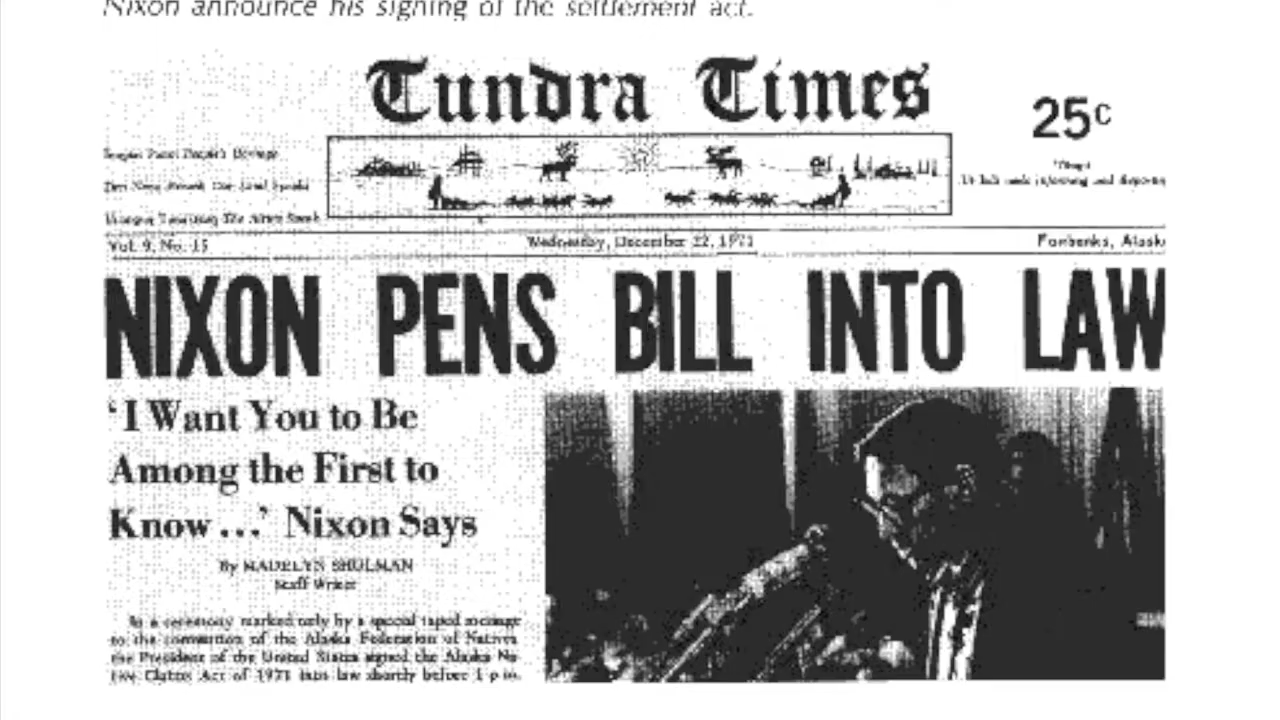 Nixon announce his signing of the settlement act.
Tundra Times
25c
Vol. 9, No. 15
Wednesday, December 22, 1971
Fairbanks, Alask
NIXON PENS BILL INTO LAW
'I Want You to Be
Among the First to
Know...' Nixon Says
By MADELYN SHULMAN
Staff Writer
In a ceremony marked only by a special taped message
to the convention of the Alaska Federation of Natives
the President of the United States signed the Alaska Na-
tive Claims Act of 1971 into law shortly before 1 p.m.